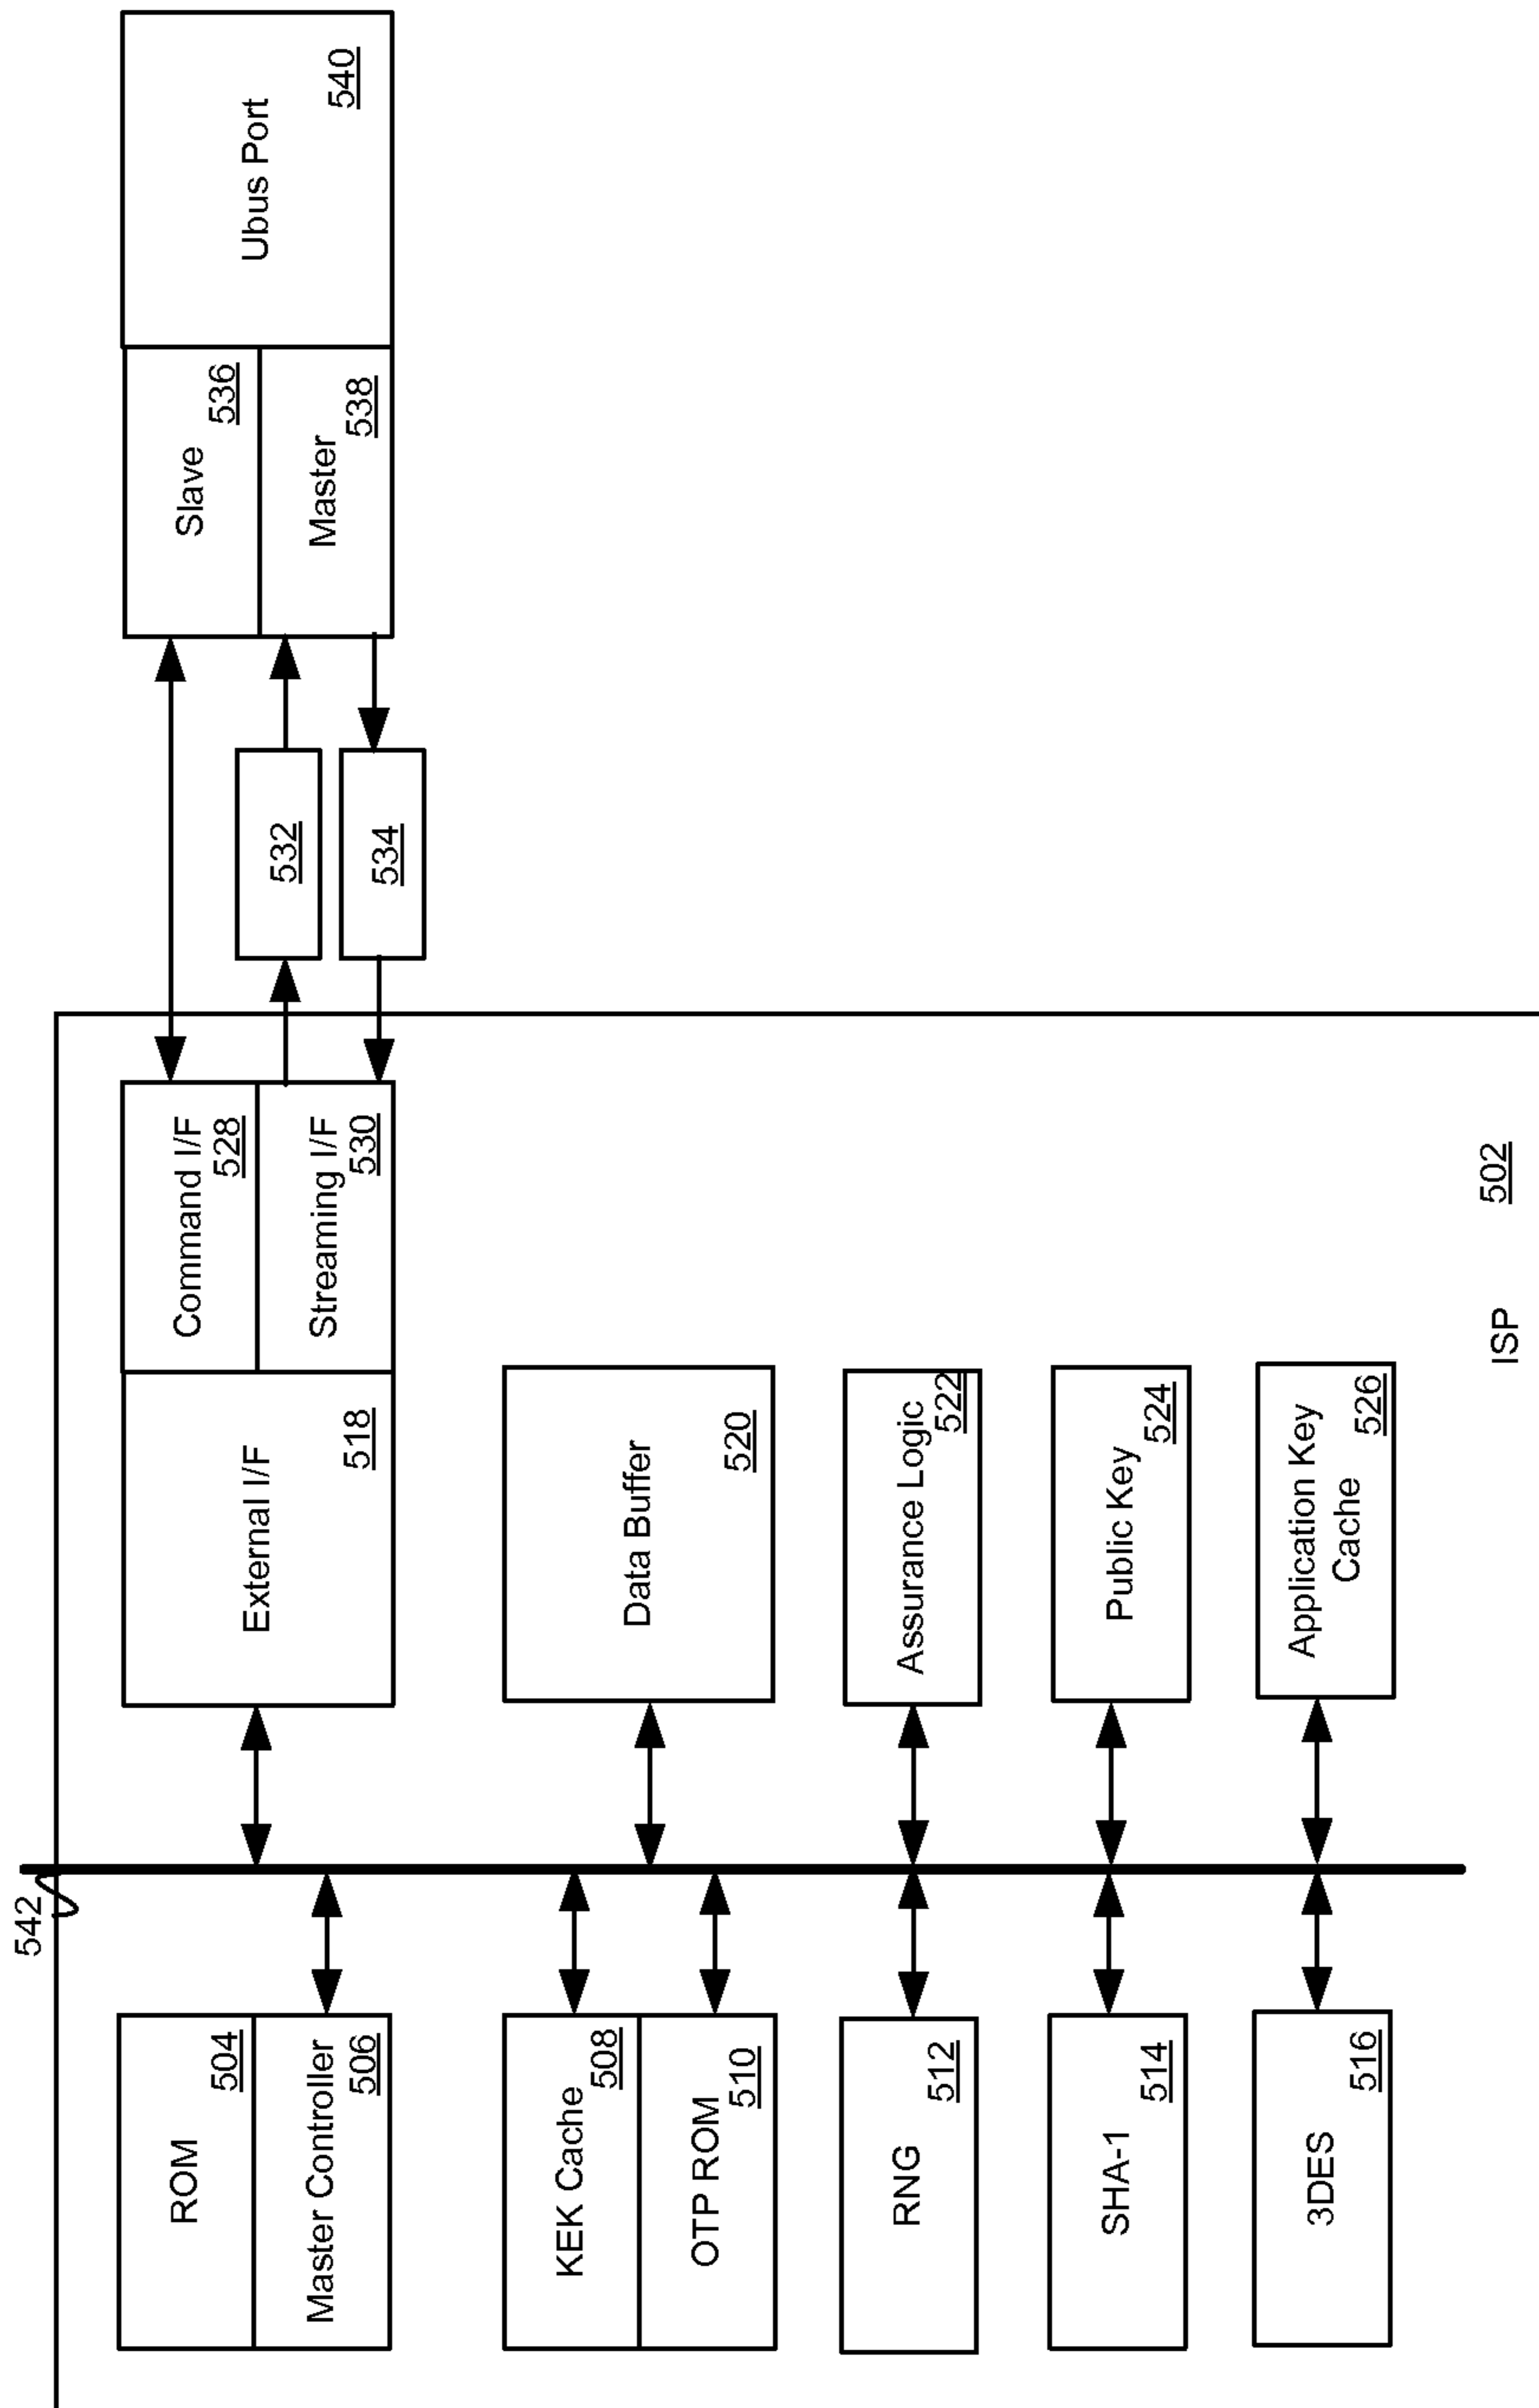 542
ROM
504
Master Controller
506
KEK Cache
508
OTP ROM
510
RNG
512
SHA-1
514
3DES
516
External I/F
518
Command I/F
528
Streaming I/F
530
Data Buffer
520
Assurance Logic
522
Public Key
524
Application Key
Cache
526
ISP
502
532
534
Slave
536
Master
538
Ubus Port
540